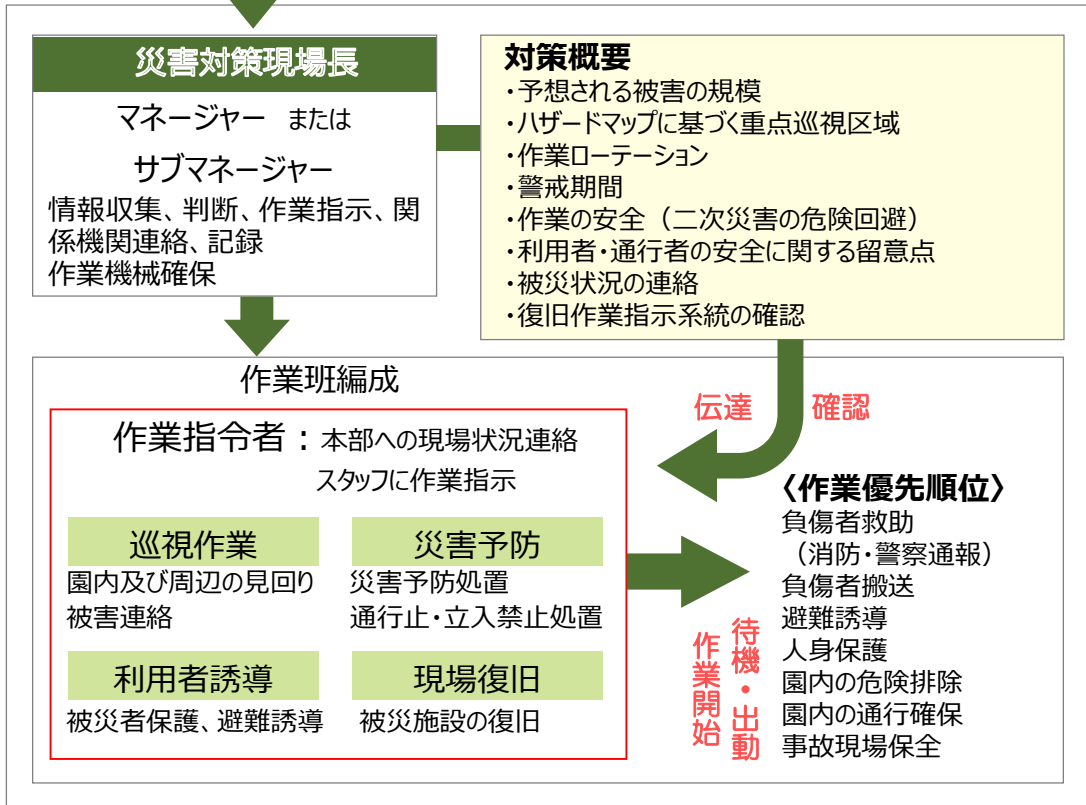 災害対策現場長
マネージャー または
サブマネージャー
情報収集、判断、作業指示、関
係機関連絡、記録
作業機械確保
対策概要
・予想される被害の規模
・ハザードマップに基づく重点巡視区域
・作業ローテーション
・警戒期間
・作業の安全（二次災害の危険回避）
・利用者・通行者の安全に関する留意点
・被災状況の連絡
・復旧作業指示系統の確認
作業班編成
伝達 確認
作業指令者：本部への現場状況連絡
スタッフに作業指示
巡視作業
園内及び周辺の見回り
被害連絡
災害予防
災害予防処置
通行止・立入禁止処置
利用者誘導
被災者保護、避難誘導
現場復旧
被災施設の復旧
待機・出動
作業開始
〈作業優先順位〉
負傷者救助
（消防・警察通報）
負傷者搬送
避難誘導
人身保護
園内の危険排除
園内の通行確保
事故現場保全